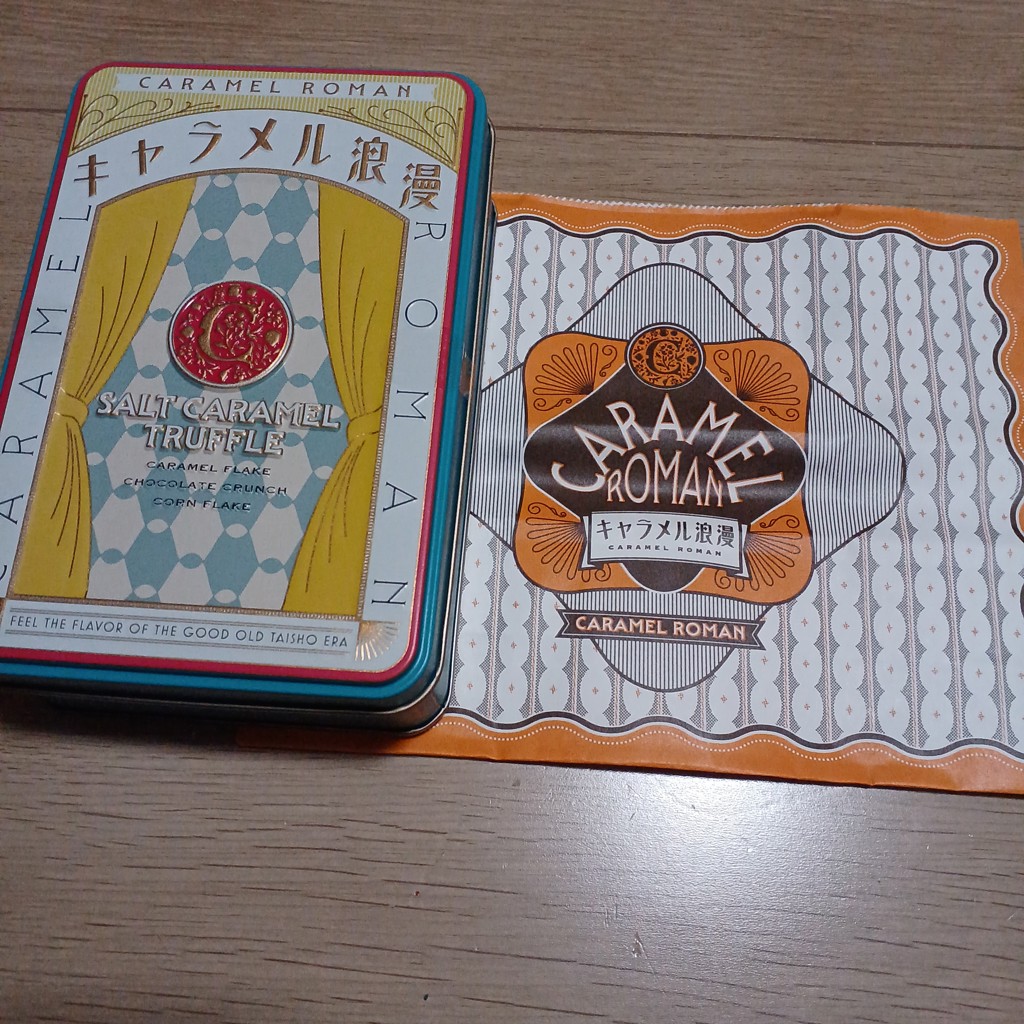 CARAMEL ROMAN
キャラメル浪漫
CARAMEL
ROMAN
C
SALT CARAMEL
TRUFFLE
CARAMEL FLAKE
CHOCOLATE CRUNCH
CORN FLAKE
FEEL THE FLAVOR OF THE GOOD OLD TAISHO ERA
C
CARAMEL
ROMAN
キャラメル浪漫
CARAMEL ROMAN
CARAMEL ROMAN